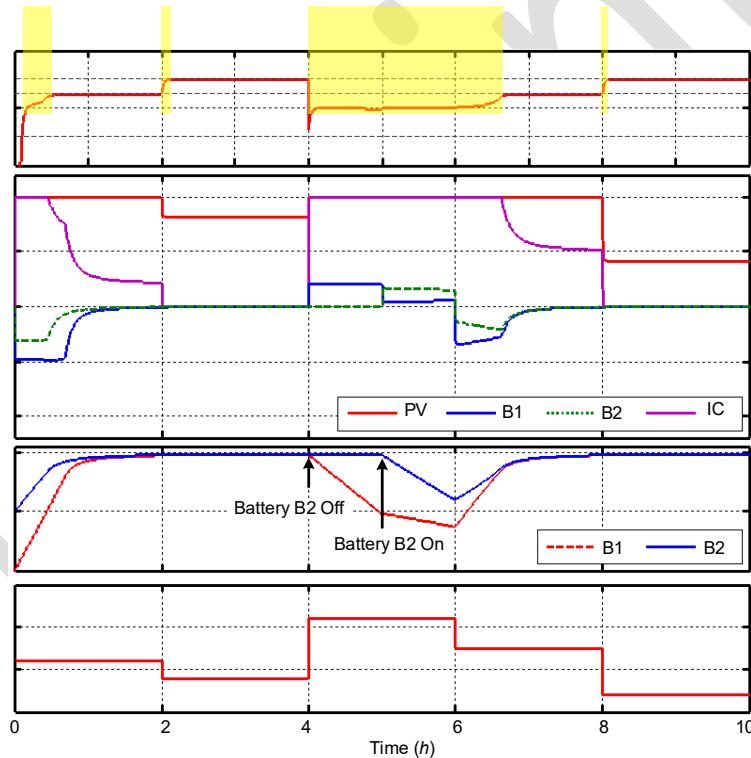 PV B1 B2 IC
Battery B2 Off
Battery B2 On
B1 B2
0 2 4 6 8 10
Time (h)